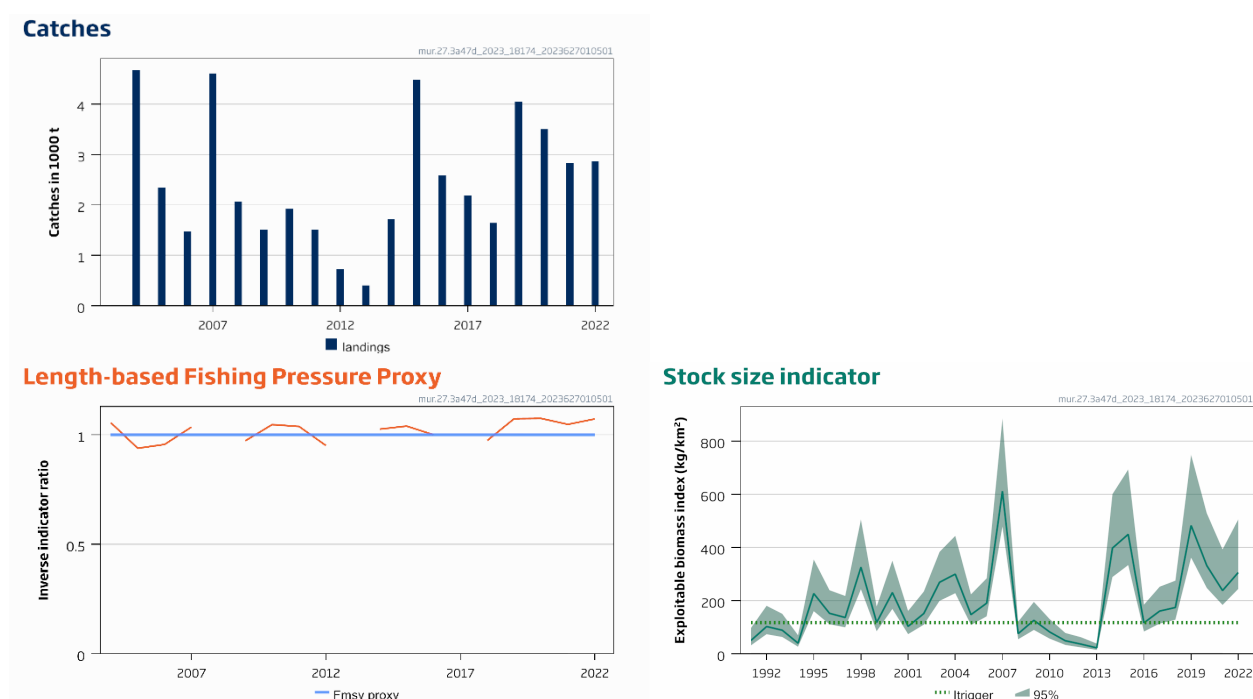 Catches
mur.27.3a47d_2023_18174_2023627010501
Catches in 1000 t
4
3
2
1
0
2007 2012 2017 2022
landings
Length-based Fishing Pressure Proxy
mur.27.3a47d_2023_18174_2023627010501
Inverse indicator ratio
1
0.5
0
2007 2012 2017 2022
Fmsy proxy
Stock size indicator
mur.27.3a47d_2023_18174_2023627010501
Exploitable biomass index (kg/km²)
800
600
400
200
0
1992 1995 1998 2001 2004 2007 2010 2013 2016 2019 2022
Itrigger 95%